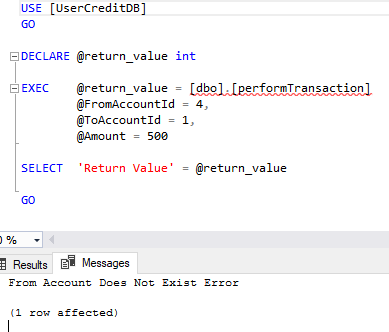 USE [UserCreditDB]
GO
DECLARE @return_value int
EXEC @return_value = [dbo].[performTransaction]
@FromAccountId = 4,
@ToAccountId = 1,
@Amount = 500
SELECT 'Return Value' = @return_value
GO
0 %
Results Messages
From Account Does Not Exist Error
(1 row affected)